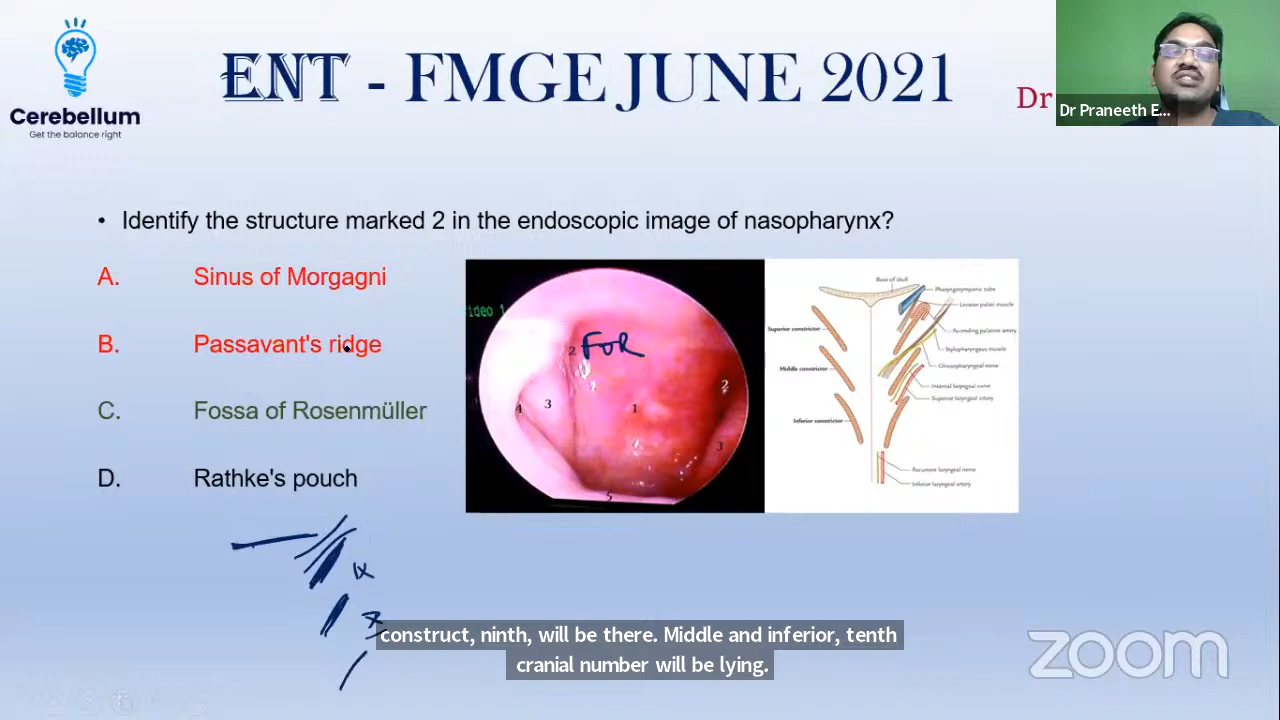 Cerebellum
Get the balance right
ENT - FMGE JUNE 2021
Dr
Dr Praneeth E...
• Identify the structure marked 2 in the endoscopic image of nasopharynx?
A. Sinus of Morgagni
B. Passavant's ridge
C. Fossa of Rosenmüller
D. Rathke's pouch
ideo 1
2 FOR
2
4 3
1
3
5
Base of skull
Pharyngotympanic tube
Levator palati muscle
Superior constrictor
Ascending palatine artery
Stylopharyngeus muscle
Middle constrictor
Glossopharyngeal nerve
Internal laryngeal nerve
Superior laryngeal artery
Inferior constrictor
Recurrent laryngeal nerve
Inferior laryngeal artery
IX
X
construct, ninth, will be there. Middle and inferior, tenth
cranial number will be lying.
zoom